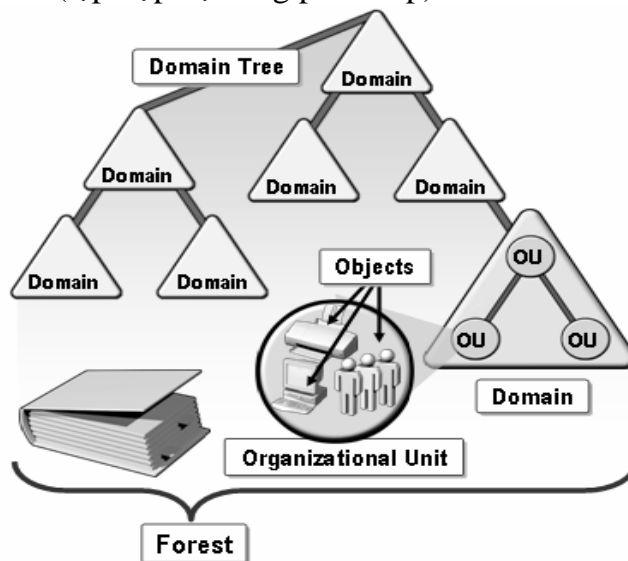 Domain Tree
Domain
Domain
Domain
Domain
Domain
Domain
Objects
OU
OU
OU
Domain
Organizational Unit
Forest